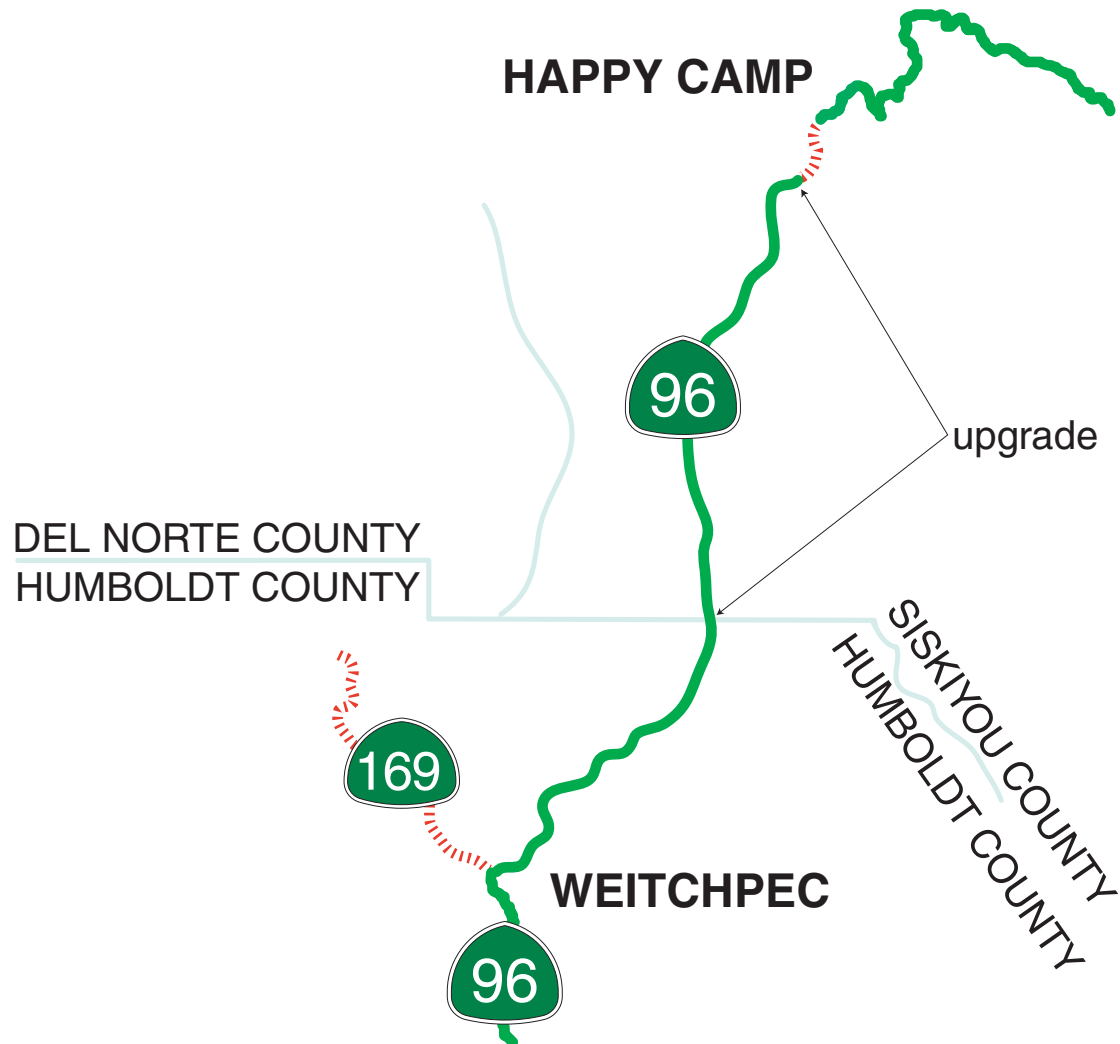 HAPPY CAMP
96
upgrade
DEL NORTE COUNTY
HUMBOLDT COUNTY
SISKIYOU COUNTY
HUMBOLDT COUNTY
169
WEITCHPEC
96